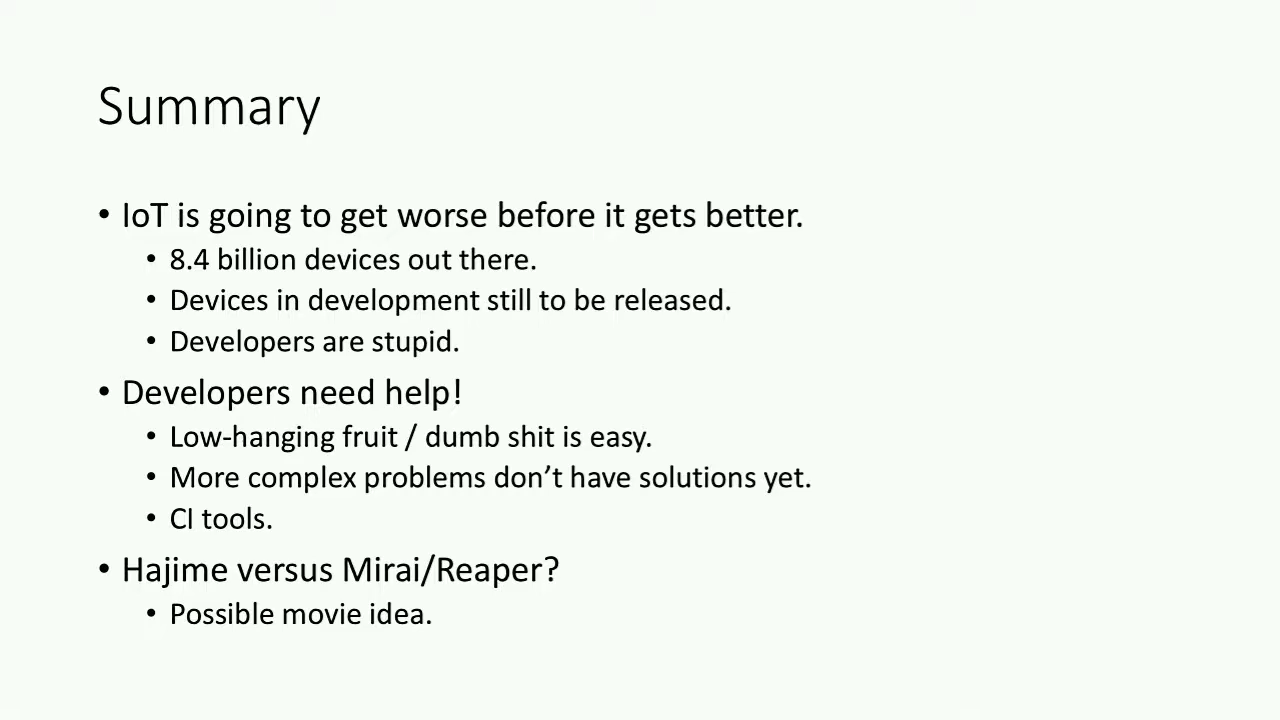 Summary
• IoT is going to get worse before it gets better.
• 8.4 billion devices out there.
• Devices in development still to be released.
• Developers are stupid.
• Developers need help!
• Low-hanging fruit / dumb shit is easy.
• More complex problems don’t have solutions yet.
• CI tools.
• Hajime versus Mirai/Reaper?
• Possible movie idea.